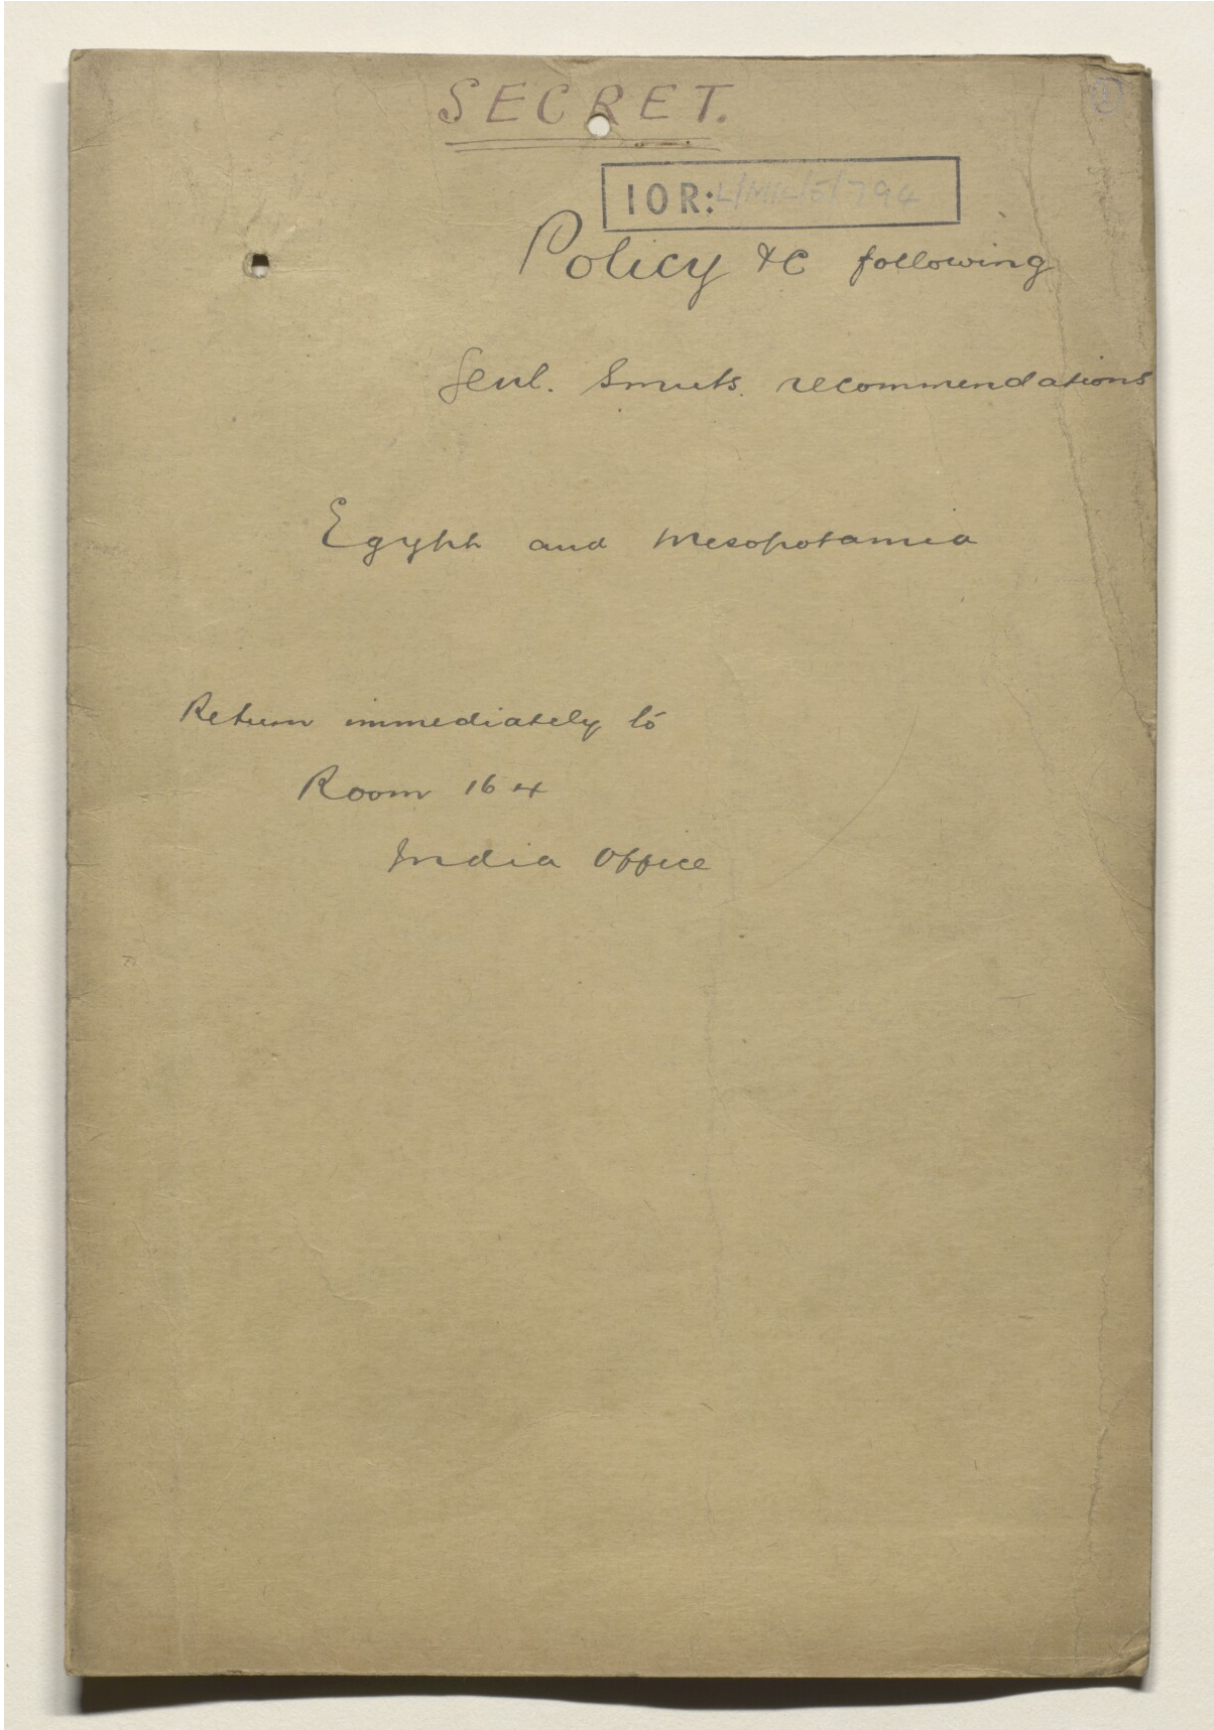 SECRET.
IOR: L/MIL/5/794
Policy &c following
Genl. Smuts. recommendations
Egypt and Mesopotamia
Return immediately to
Room 164
India Office